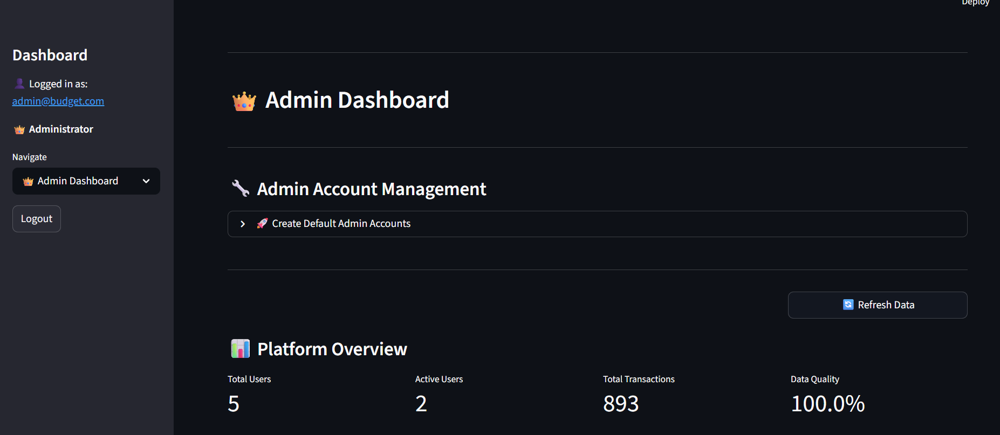 Deploy
Dashboard
Logged in as:
admin@budget.com
Administrator
Navigate
Admin Dashboard
Logout
Admin Dashboard
Admin Account Management
Create Default Admin Accounts
Refresh Data
Platform Overview
Total Users
5
Active Users
2
Total Transactions
893
Data Quality
100.0%